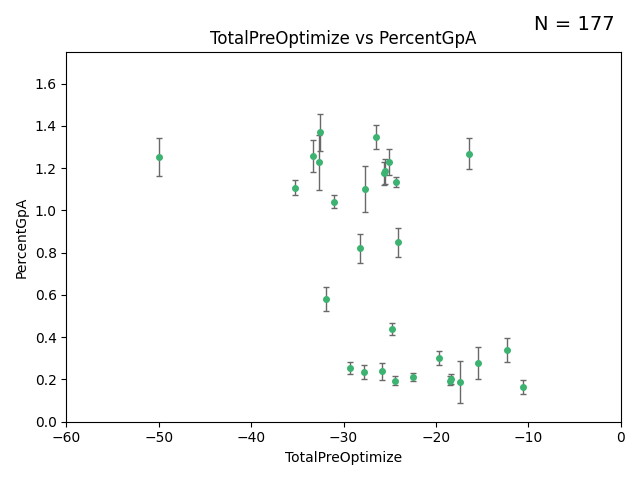 N = 177
TotalPreOptimize vs PercentGpA
PercentGpA
1.6
1.4
1.2
1.0
0.8
0.6
0.4
0.2
0.0
−60 −50 −40 −30 −20 −10 0
TotalPreOptimize